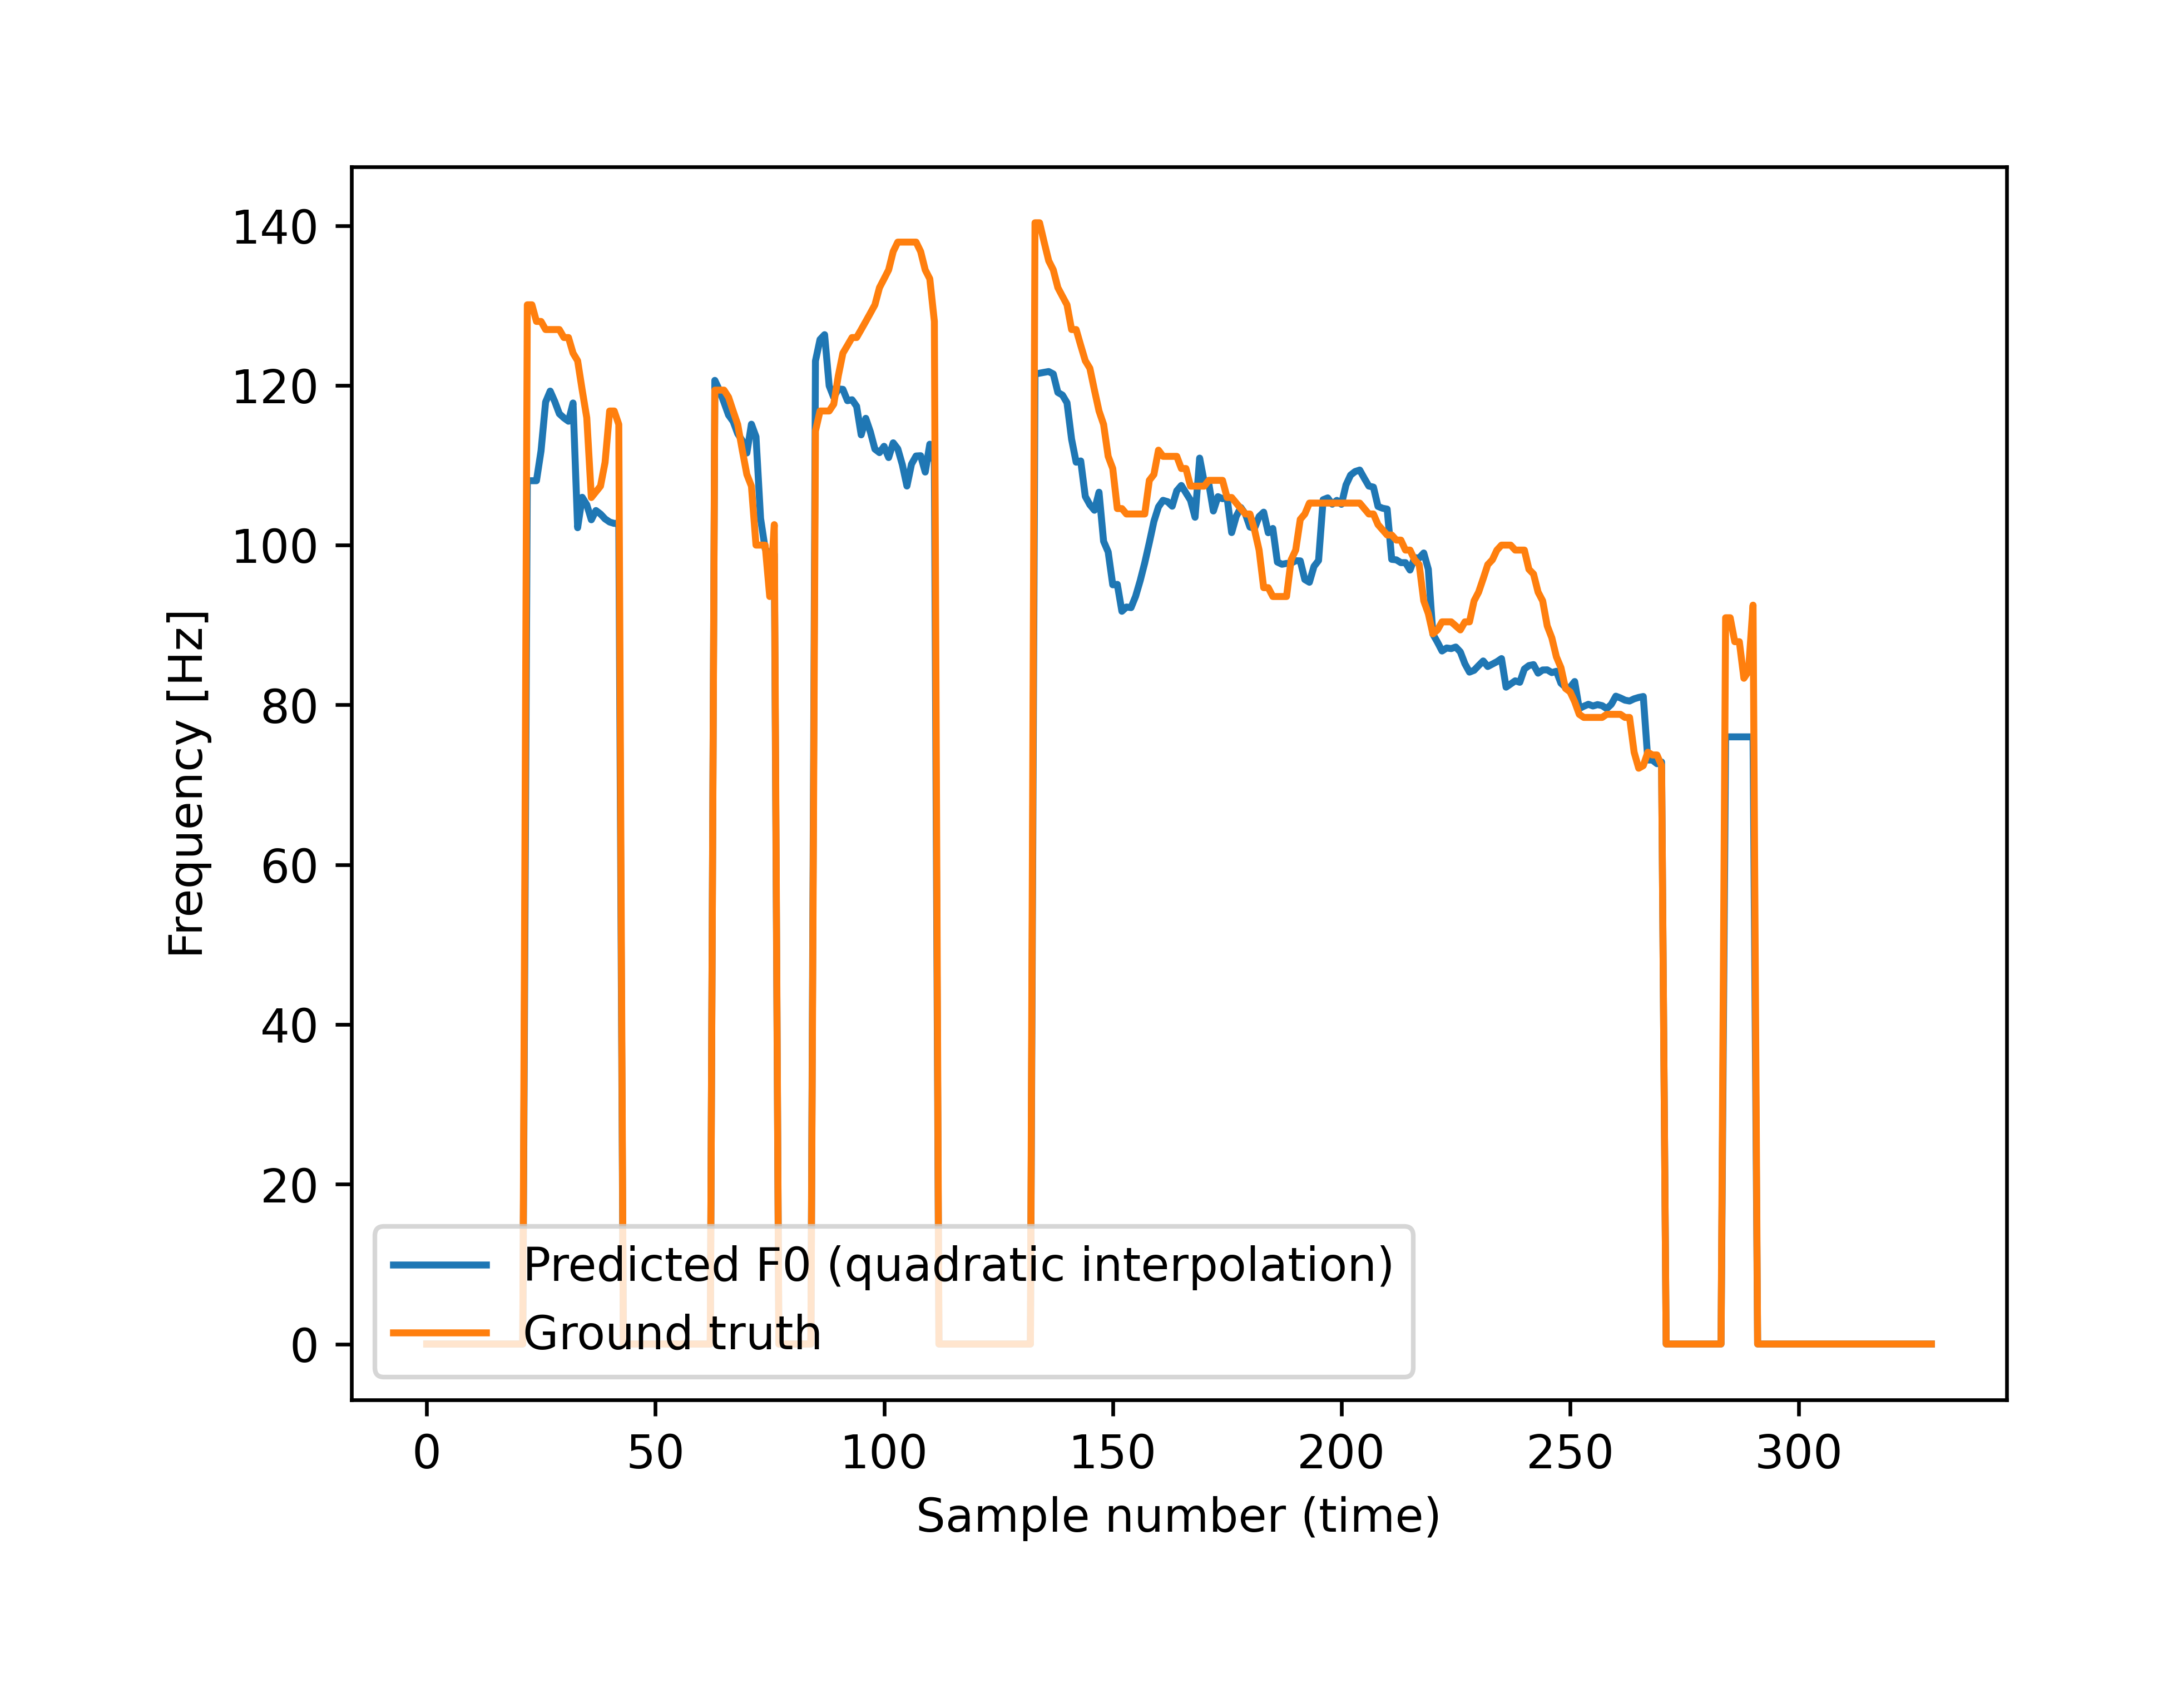 140
120
100
80
60
40
20
0
Frequency [Hz]
Predicted F0 (quadratic interpolation)
Ground truth
0 50 100 150 200 250 300
Sample number (time)